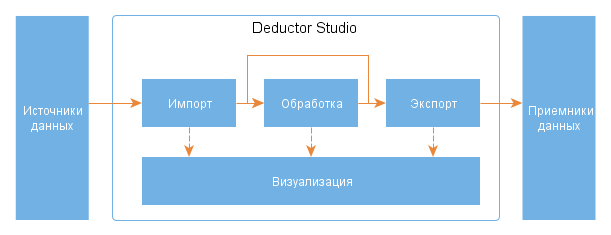 Deductor Studio
Источники
данных
Импорт
Обработка
Экспорт
Приемники
данных
Визуализация